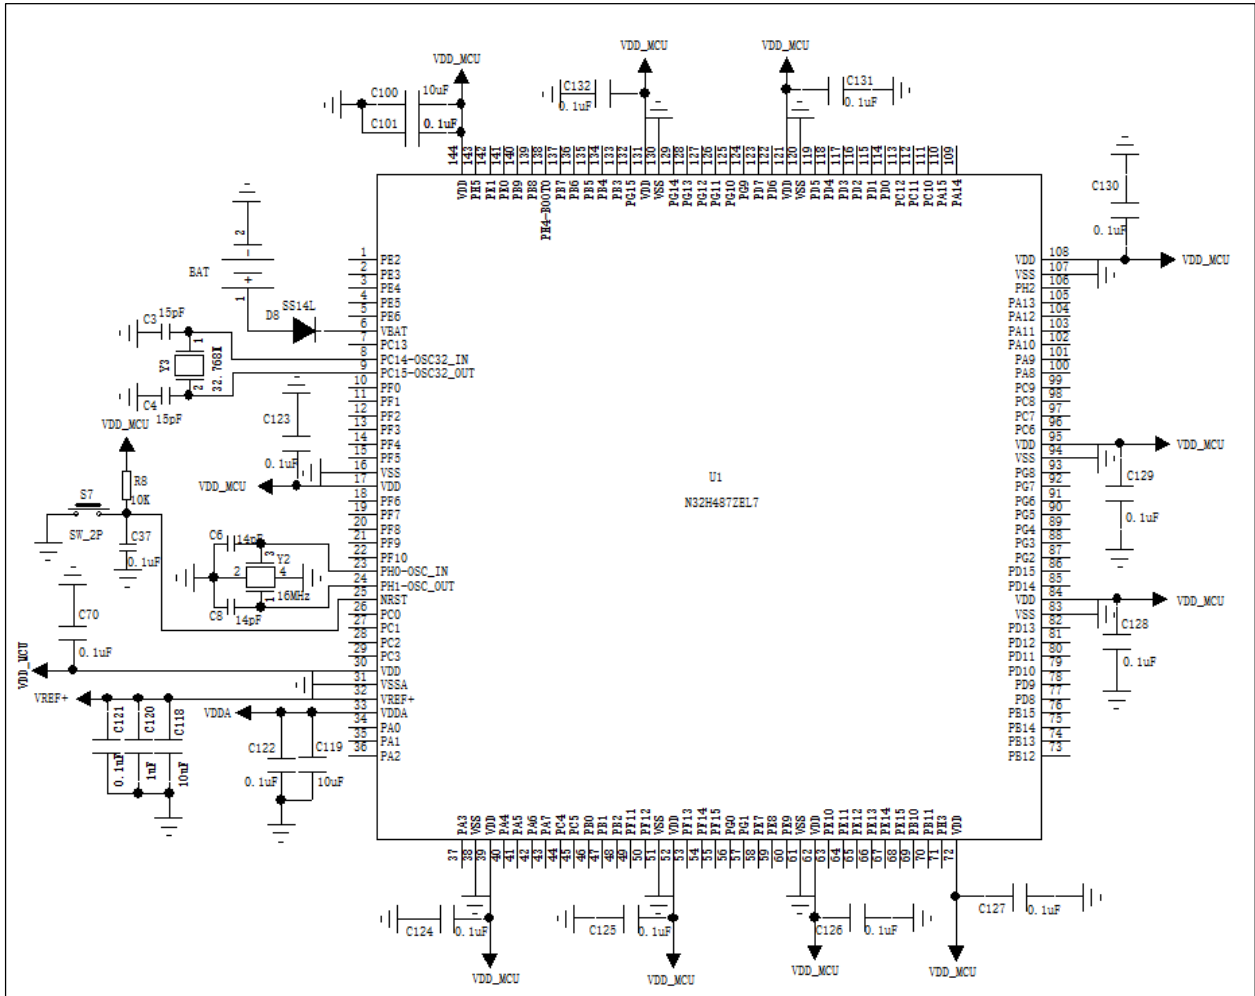 VDD_MCU
VDD_MCU
VDD_MCU
C100
10uF
C101
0.1uF
C132
0.1uF
C131
0.1uF
144
143
142
141
140
139
138
137
136
135
134
133
132
131
130
129
128
127
126
125
124
123
122
121
120
119
118
117
116
115
114
113
112
111
110
109
VDD
PE1
PE0
PB9
PB8
PH4-BOOT0
PB7
PB6
PB5
PB4
PB3
PG15
VDD
VSS
PG14
PG13
PG12
PG11
PG10
PG9
PD7
PD6
VDD
VSS
PD5
PD4
PD3
PD2
PD1
PD0
PC12
PC11
PC10
PA15
PA14
C130
0.1uF
2
BAT
1
D8
SS14L
C3
15pF
1
Y3
2
32.768K
C4
15pF
VDD_MCU
C123
0.1uF
VDD_MCU
R8
10K
S7
SW_2P
C37
0.1uF
C6
14pF
3
Y2
2
4
1
16MHz
C8
14pF
C70
0.1uF
VDD_MCU
VREF+
C121
C120
C118
0.1uF
1uF
10uF
VDDA
C122
C119
0.1uF
10uF
1 PE2
2 PE3
3 PE4
4 PE5
5 PE6
6 VBAT
7 PC13
8 PC14-OSC32_IN
9 PC15-OSC32_OUT
10 PF0
11 PF1
12 PF2
13 PF3
14 PF4
15 PF5
16 VSS
17 VDD
18 PF6
19 PF7
20 PF8
21 PF9
22 PF10
23 PH0-OSC_IN
24 PH1-OSC_OUT
25 NRST
26 PC0
27 PC1
28 PC2
29 PC3
30 VDD
31 VSSA
32 VREF+
33 VDDA
34 PA0
35 PA1
36 PA2
U1
N32H487ZEL7
VDD 108
VSS 107
PH2 106
PA13 105
PA12 104
PA11 103
PA10 102
PA9 101
PA8 100
PC9 99
PC8 98
PC7 97
PC6 96
VDD 95
VSS 94
PG8 93
PG7 92
PG6 91
PG5 90
PG4 89
PG3 88
PG2 87
PD15 86
PD14 85
VDD 84
VSS 83
PD13 82
PD12 81
PD11 80
PD10 79
PD9 78
PD8 77
PB15 76
PB14 75
PB13 74
PB12 73
VDD_MCU
VDD_MCU
C129
0.1uF
VDD_MCU
C128
0.1uF
PA3
VSS
VDD
PA4
PA5
PA6
PA7
PC4
PC5
PB0
PB1
PB2
PF11
PF12
VSS
VDD
PF13
PF14
PF15
PG0
PG1
PE7
PE8
PE9
VSS
VDD
PE10
PE11
PE12
PE13
PE14
PE15
PB10
PB11
PH3
VDD
37
38
39
40
41
42
43
44
45
46
47
48
49
50
51
52
53
54
55
56
57
58
59
60
61
62
63
64
65
66
67
68
69
70
71
72
C124
0.1uF
C125
0.1uF
C126
0.1uF
C127
0.1uF
VDD_MCU
VDD_MCU
VDD_MCU
VDD_MCU